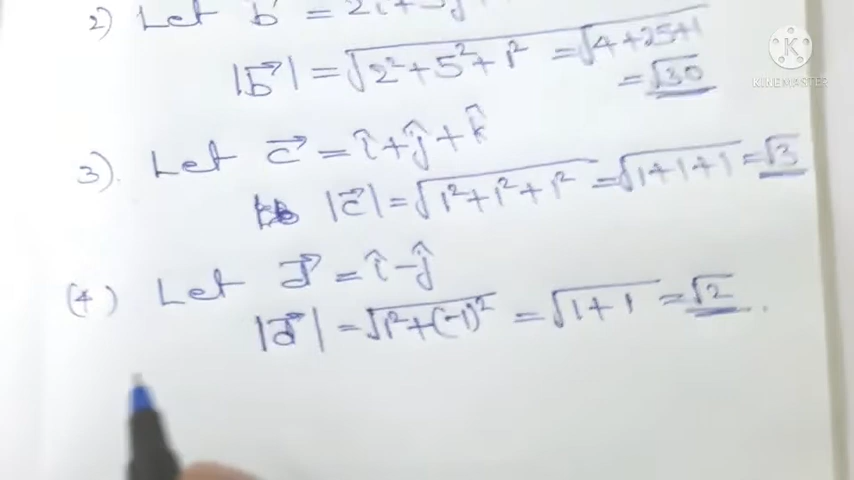 2) Let b⃗ = 2î+5ĵ
|b⃗| = √(2²+5²+1²) = √(4+25+1)
= √30
3). Let c⃗ = î+ĵ+k̂
|c⃗| = √(1²+1²+1²) = √(1+1+1) = √3
(4) Let d⃗ = î-ĵ
|d⃗| = √(1²+(-1)²) = √(1+1) = √2.
K
KINEMASTER